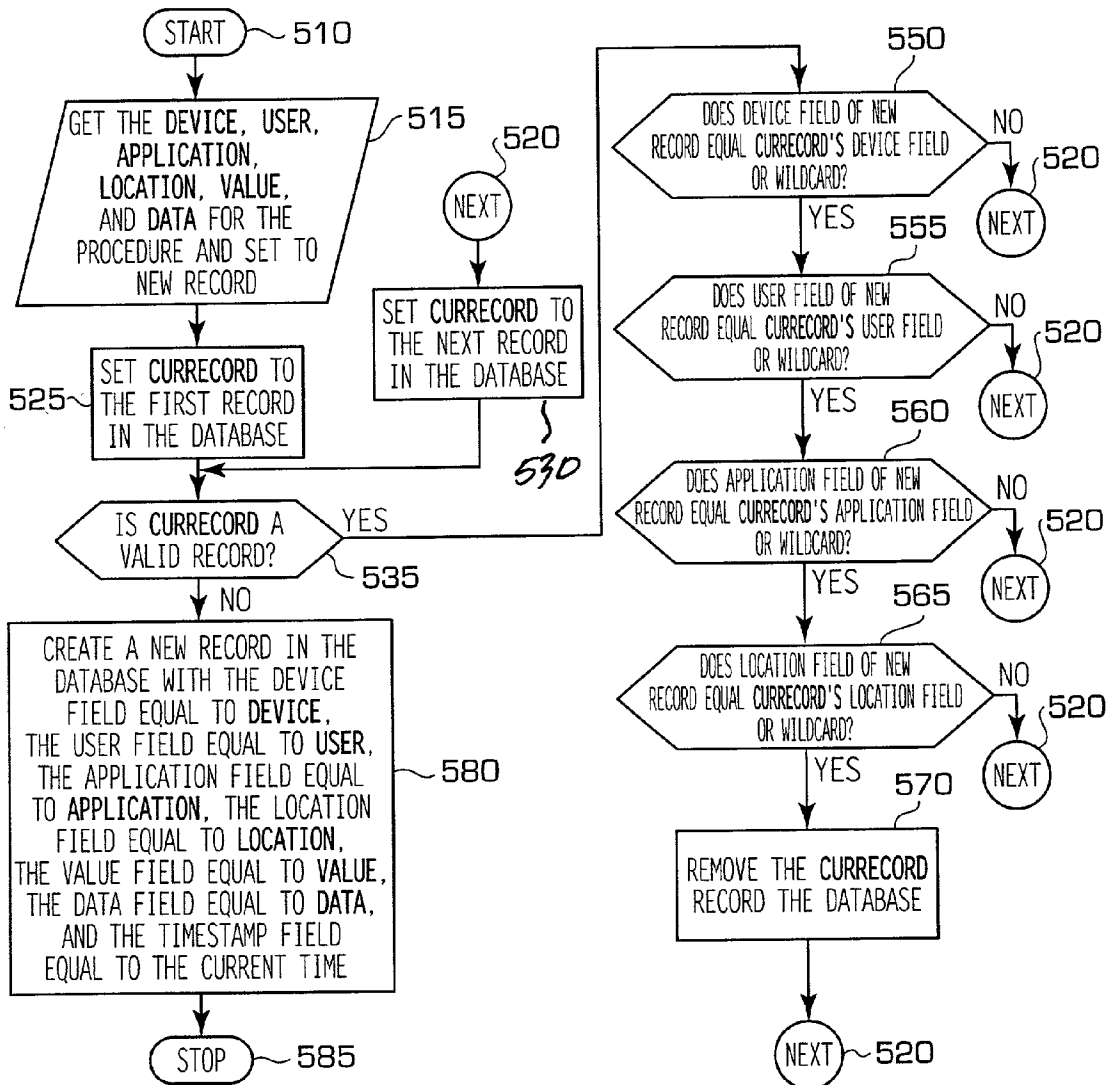 START
510
GET THE DEVICE, USER,
APPLICATION,
LOCATION, VALUE,
AND DATA FOR THE
PROCEDURE AND SET TO
NEW RECORD
515
520
NEXT
SET CURRECORD TO
THE NEXT RECORD
IN THE DATABASE
530
525
SET CURRECORD TO
THE FIRST RECORD
IN THE DATABASE
IS CURRECORD A
VALID RECORD?
YES
535
NO
CREATE A NEW RECORD IN THE
DATABASE WITH THE DEVICE
FIELD EQUAL TO DEVICE,
THE USER FIELD EQUAL TO USER,
THE APPLICATION FIELD EQUAL
TO APPLICATION, THE LOCATION
FIELD EQUAL TO LOCATION,
THE VALUE FIELD EQUAL TO VALUE,
THE DATA FIELD EQUAL TO DATA,
AND THE TIMESTAMP FIELD
EQUAL TO THE CURRENT TIME
580
STOP
585
550
DOES DEVICE FIELD OF NEW
RECORD EQUAL CURRECORD'S DEVICE FIELD
OR WILDCARD?
NO
520
NEXT
YES
555
DOES USER FIELD OF NEW
RECORD EQUAL CURRECORD'S USER FIELD
OR WILDCARD?
NO
520
NEXT
YES
560
DOES APPLICATION FIELD OF NEW
RECORD EQUAL CURRECORD'S APPLICATION FIELD
OR WILDCARD?
NO
520
NEXT
YES
565
DOES LOCATION FIELD OF NEW
RECORD EQUAL CURRECORD'S LOCATION FIELD
OR WILDCARD?
NO
520
NEXT
YES
570
REMOVE THE CURRECORD
RECORD THE DATABASE
NEXT
520